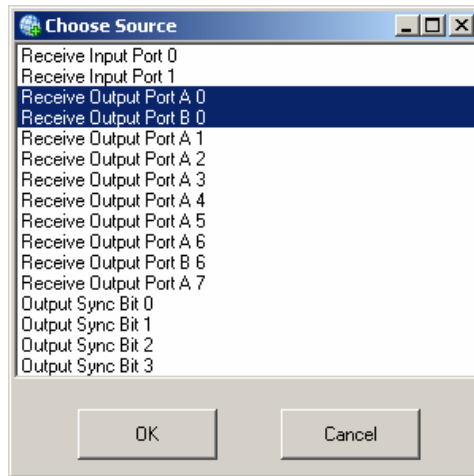 Choose Source
Receive Input Port 0
Receive Input Port 1
Receive Output Port A 0
Receive Output Port B 0
Receive Output Port A 1
Receive Output Port A 2
Receive Output Port A 3
Receive Output Port A 4
Receive Output Port A 5
Receive Output Port A 6
Receive Output Port B 6
Receive Output Port A 7
Output Sync Bit 0
Output Sync Bit 1
Output Sync Bit 2
Output Sync Bit 3
OK
Cancel